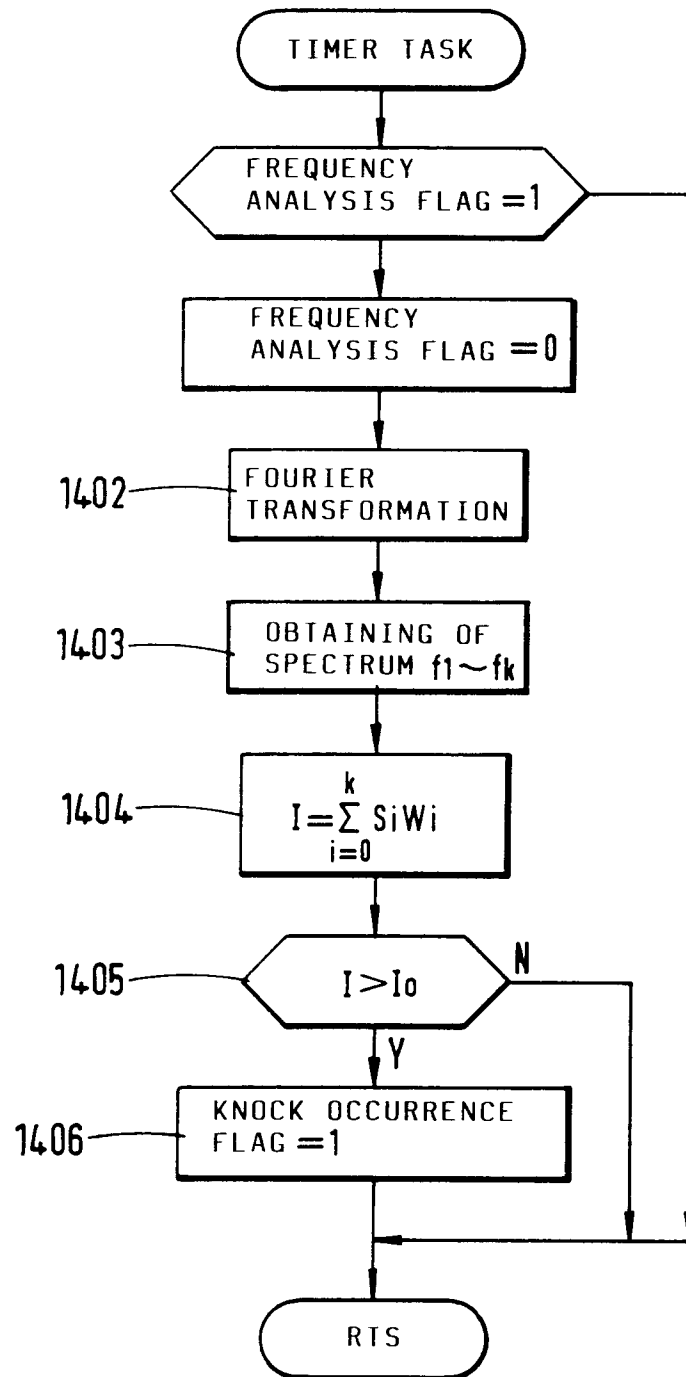 TIMER TASK
FREQUENCY
ANALYSIS FLAG = 1
FREQUENCY
ANALYSIS FLAG = 0
1402
FOURIER
TRANSFORMATION
1403
OBTAINING OF
SPECTRUM f1~fk
1404
k
I = Σ SiWi
i=0
1405
I > Io
N
Y
1406
KNOCK OCCURRENCE
FLAG = 1
RTS